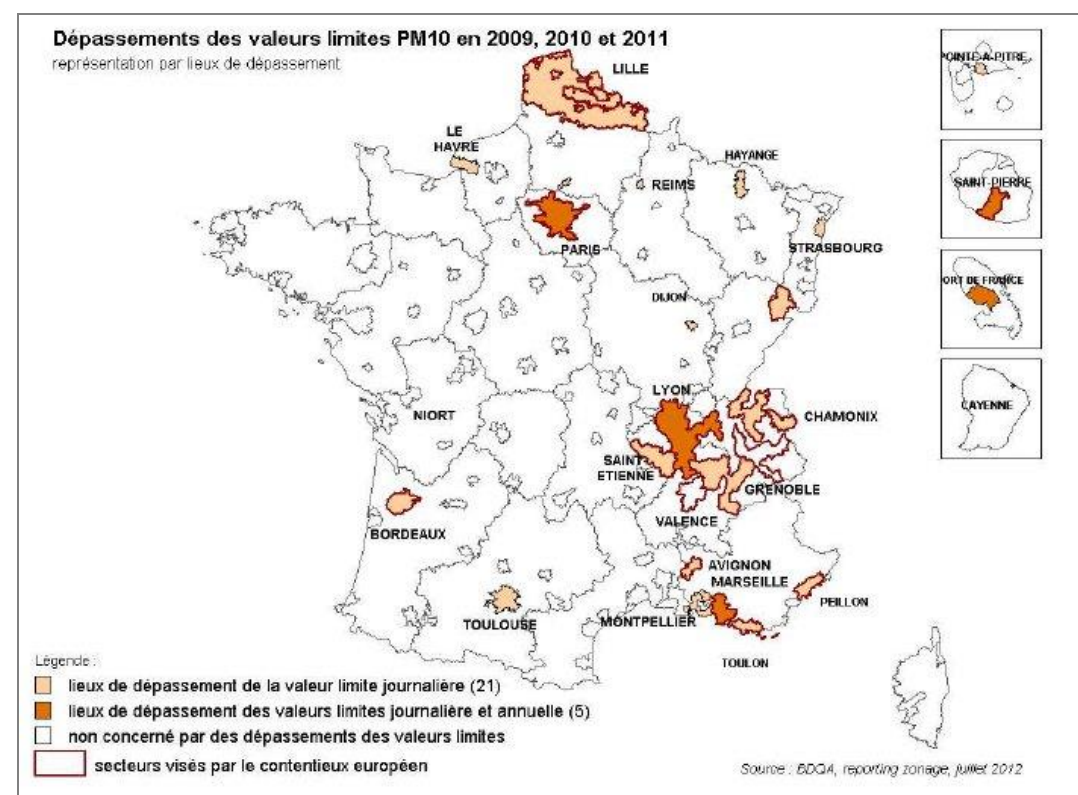 Dépassements des valeurs limites PM10 en 2009, 2010 et 2011
représentation par lieux de dépassement
LILLE
POINTE-A-PITRE
LE
HAVRE
HAYANGE
REIMS
SAINT-PIERRE
PARIS
STRASBOURG
ORT DE FRANCE
DIJON
CAYENNE
LYON
NIORT
CHAMONIX
SAINT-
ETIENNE
GRENOBLE
VALENCE
BORDEAUX
AVIGNON
MARSEILLE
PEILLON
TOULOUSE
MONTPELLIER
TOULON
Légende :
lieux de dépassement de la valeur limite journalière (21)
lieux de dépassement des valeurs limites journalière et annuelle (5)
non concerné par des dépassements des valeurs limites
secteurs visés par le contentieux européen
Source : BDQA, reporting zonage, juillet 2012